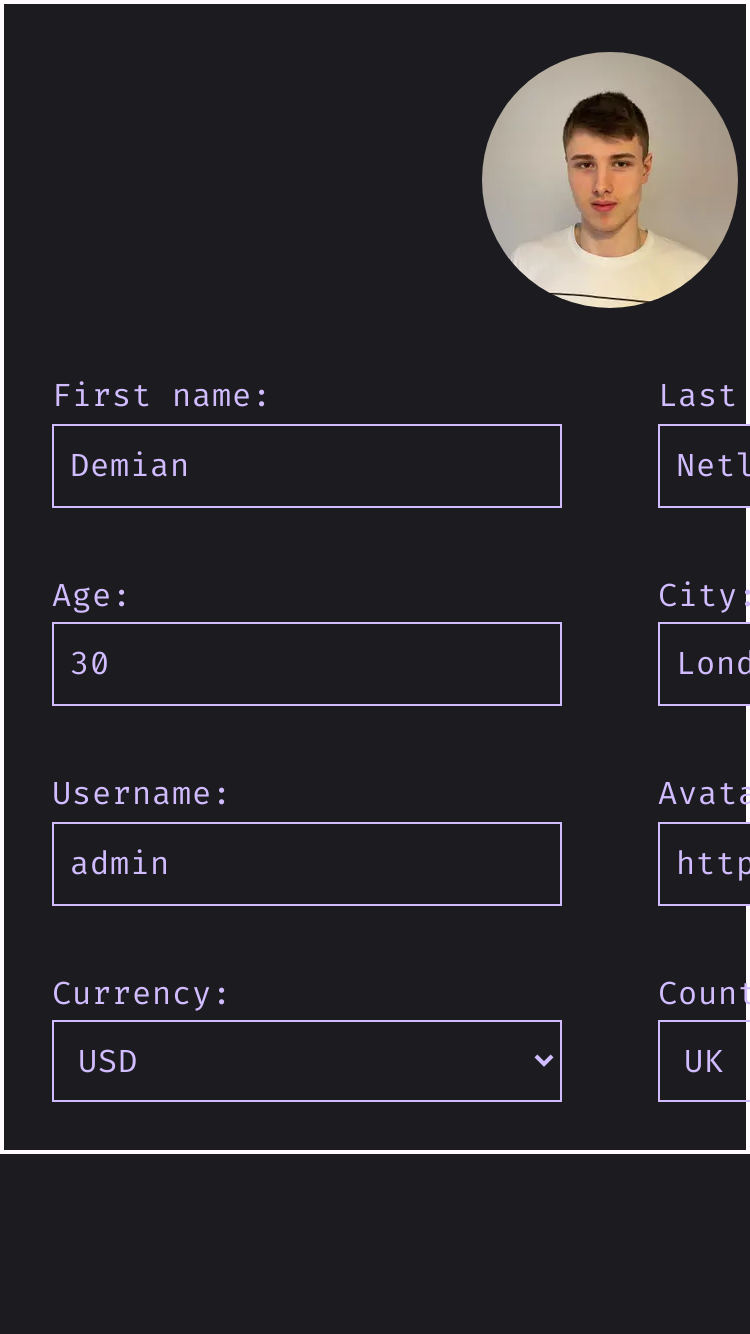 First name: Last
Demian Netl
Age: City:
30 Lond
Username: Avata
admin http
Currency: Count
USD UK